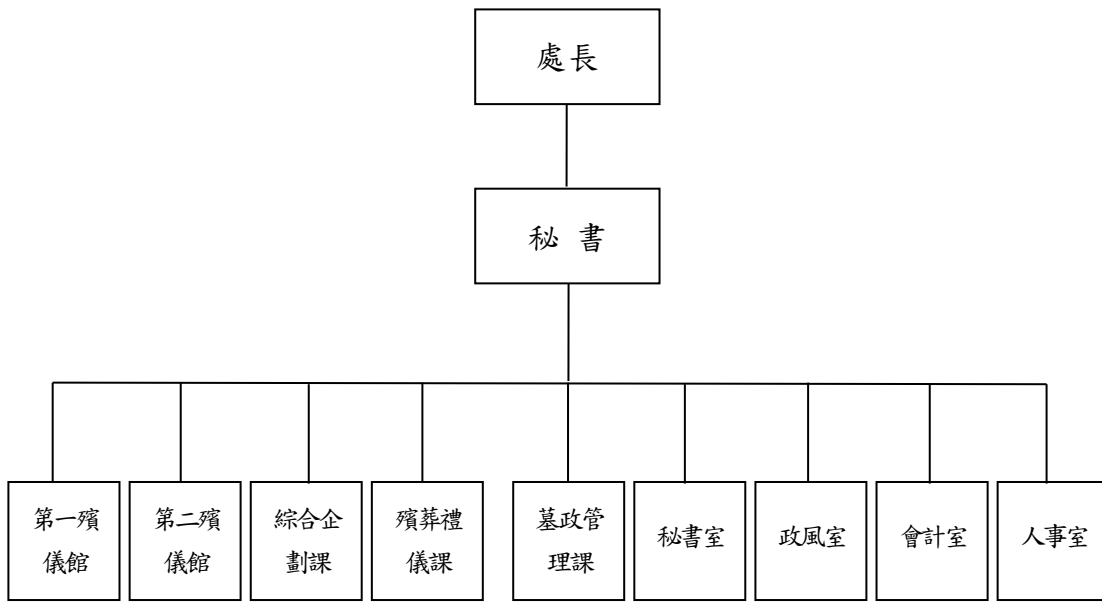 處長
秘 書
第一殯
儀館
第二殯
儀館
綜合企
劃課
殯葬禮
儀課
墓政管
理課
秘書室
政風室
會計室
人事室